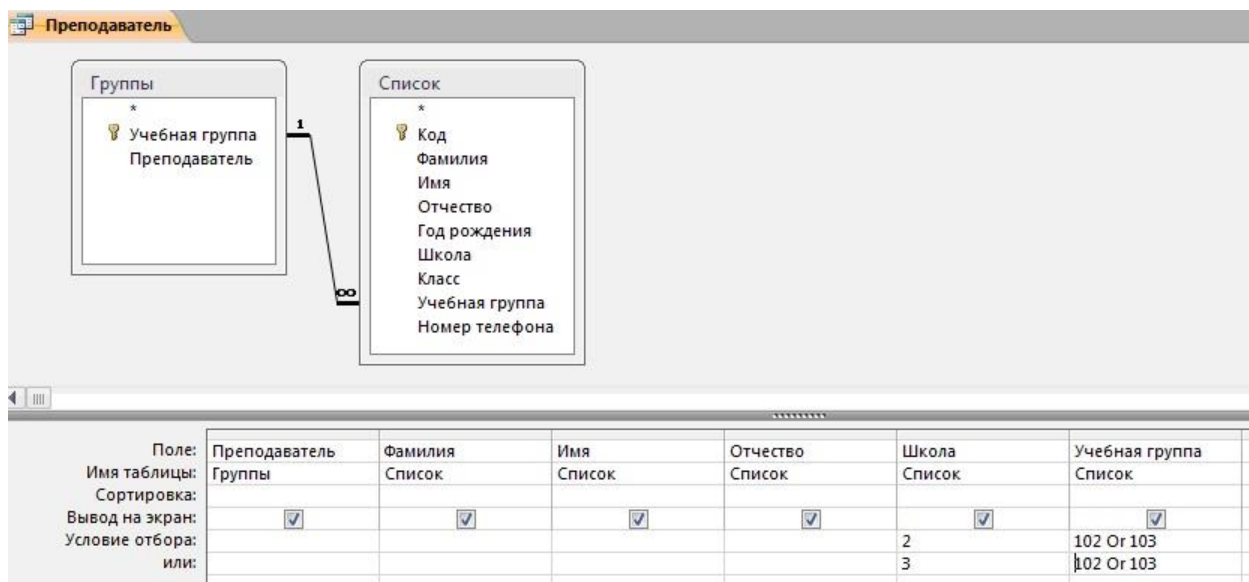 Преподаватель
Группы
*
Учебная группа
Преподаватель
1
∞
Список
*
Код
Фамилия
Имя
Отчество
Год рождения
Школа
Класс
Учебная группа
Номер телефона
Поле: Преподаватель Фамилия Имя Отчество Школа Учебная группа
Имя таблицы: Группы Список Список Список Список Список
Сортировка:
Вывод на экран:
Условие отбора: 2 102 Or 103
или: 3 102 Or 103